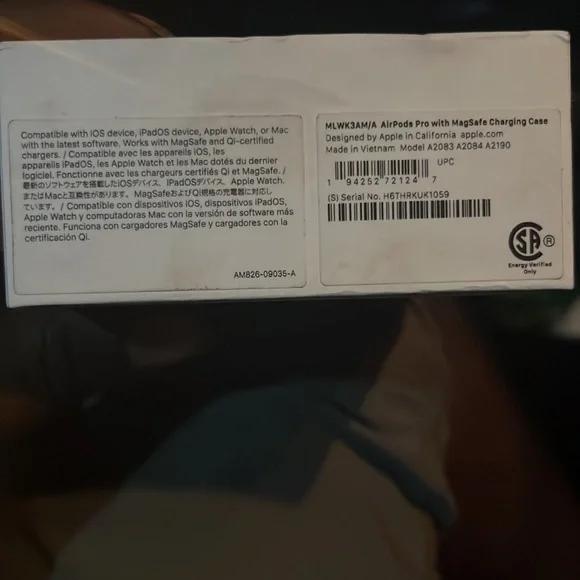 Compatible with iOS device, iPadOS device, Apple Watch, or Mac
with the latest software. Works with MagSafe and Qi-certified
chargers. / Compatible avec les appareils iOS, les
appareils iPadOS, les Apple Watch et les Mac dotés du dernier
logiciel. Fonctionne avec les chargeurs certifiés Qi et MagSafe. /
最新のソフトウェアを搭載したiOSデバイス、iPadOSデバイス、Apple Watch、
またはMacと互換性があります。MagSafeおよびQi規格の充電器に対応し
ています。/ Compatible con dispositivos iOS, dispositivos iPadOS,
Apple Watch y computadoras Mac con la versión de software más
reciente. Funciona con cargadores MagSafe y cargadores con la
certificación Qi.
AM826-09035-A
MLWK3AM/A AirPods Pro with MagSafe Charging Case
Designed by Apple in California apple.com
Made in Vietnam Model A2083 A2084 A2190
UPC
1 94252 72124 7
(S) Serial No. H6THRKUK1059
SA ®
Energy Verified
Only